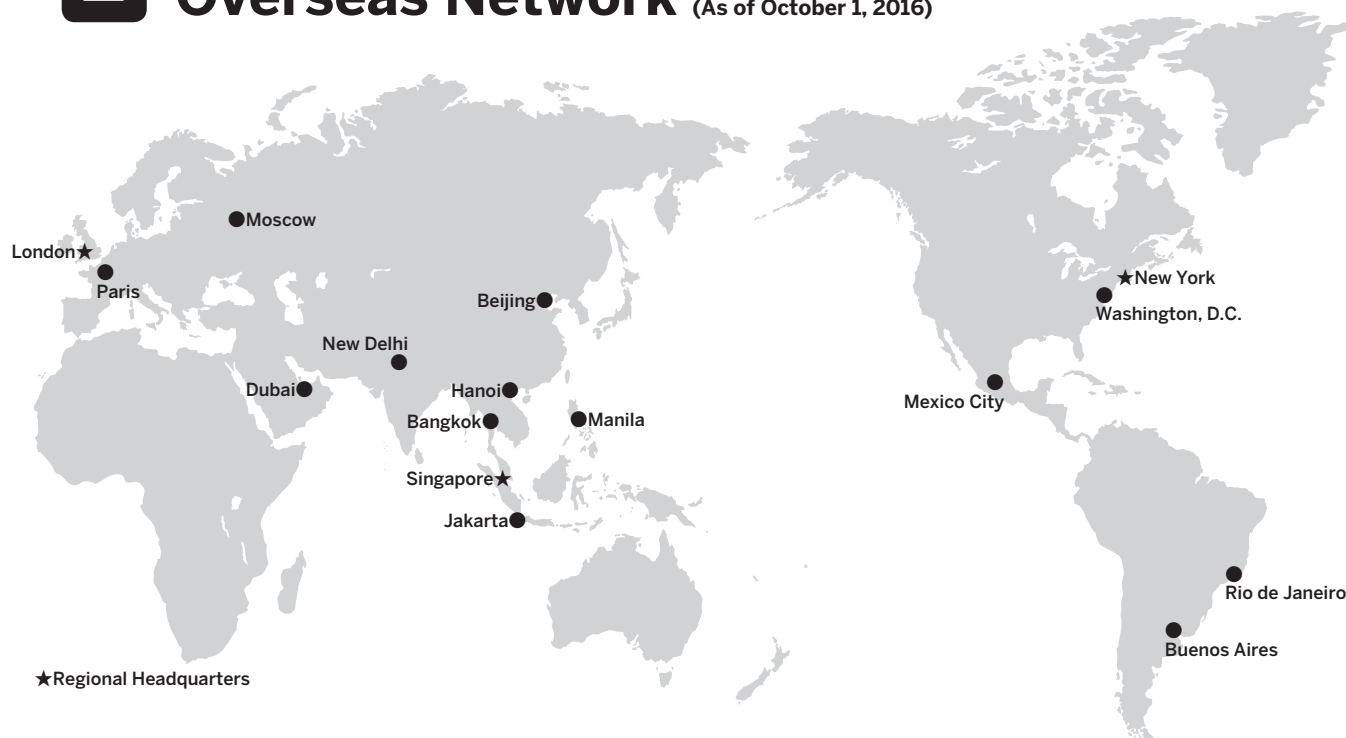 Overseas Network (As of October 1, 2016)
Moscow
London★
Paris
★New York
Beijing
Washington, D.C.
New Delhi
Dubai
Hanoi
Mexico City
Bangkok
Manila
Singapore★
Jakarta
Rio de Janeiro
Buenos Aires
★Regional Headquarters